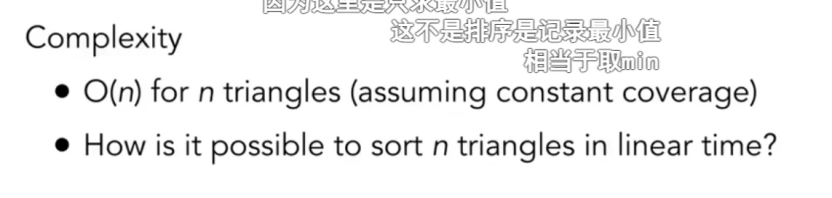 因为这里是只求最小值
Complexity
这不是排序是记录最小值
相当于取min
• O(n) for n triangles (assuming constant coverage)
• How is it possible to sort n triangles in linear time?